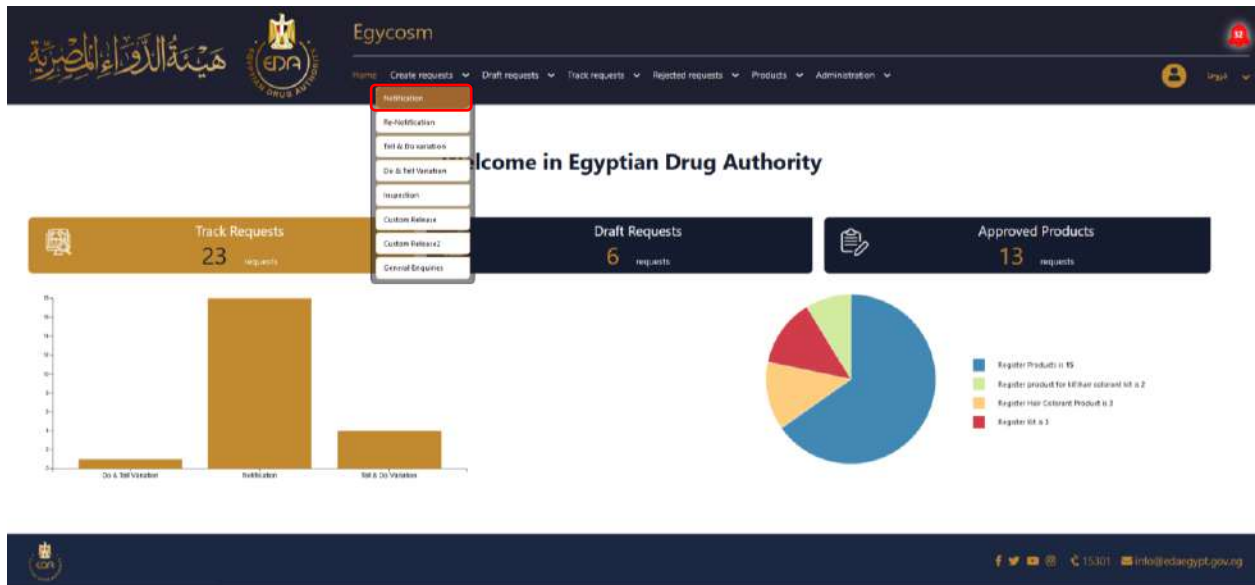 هيئة الدواء المصرية
EDA
EGYPTIAN DRUG AUTHORITY
Egycosm
32
Home Create requests Draft requests Track requests Rejected requests Products Administration
Notification
Re-Notification
Tell & Do variation
Do & Tell Variation
Inspection
Custom Release
Custom Release2
General Enquiries
Welcome in Egyptian Drug Authority
Track Requests
23 requests
Draft Requests
6 requests
Approved Products
13 requests
Do & Tell Variation
Notification
Tell & Do Variation
Register Products is 15
Register product for kit/hair colorant kit is 2
Register Hair Colorant Product is 3
Register Kit is 3
EDA
15301 info@edaegypt.gov.eg